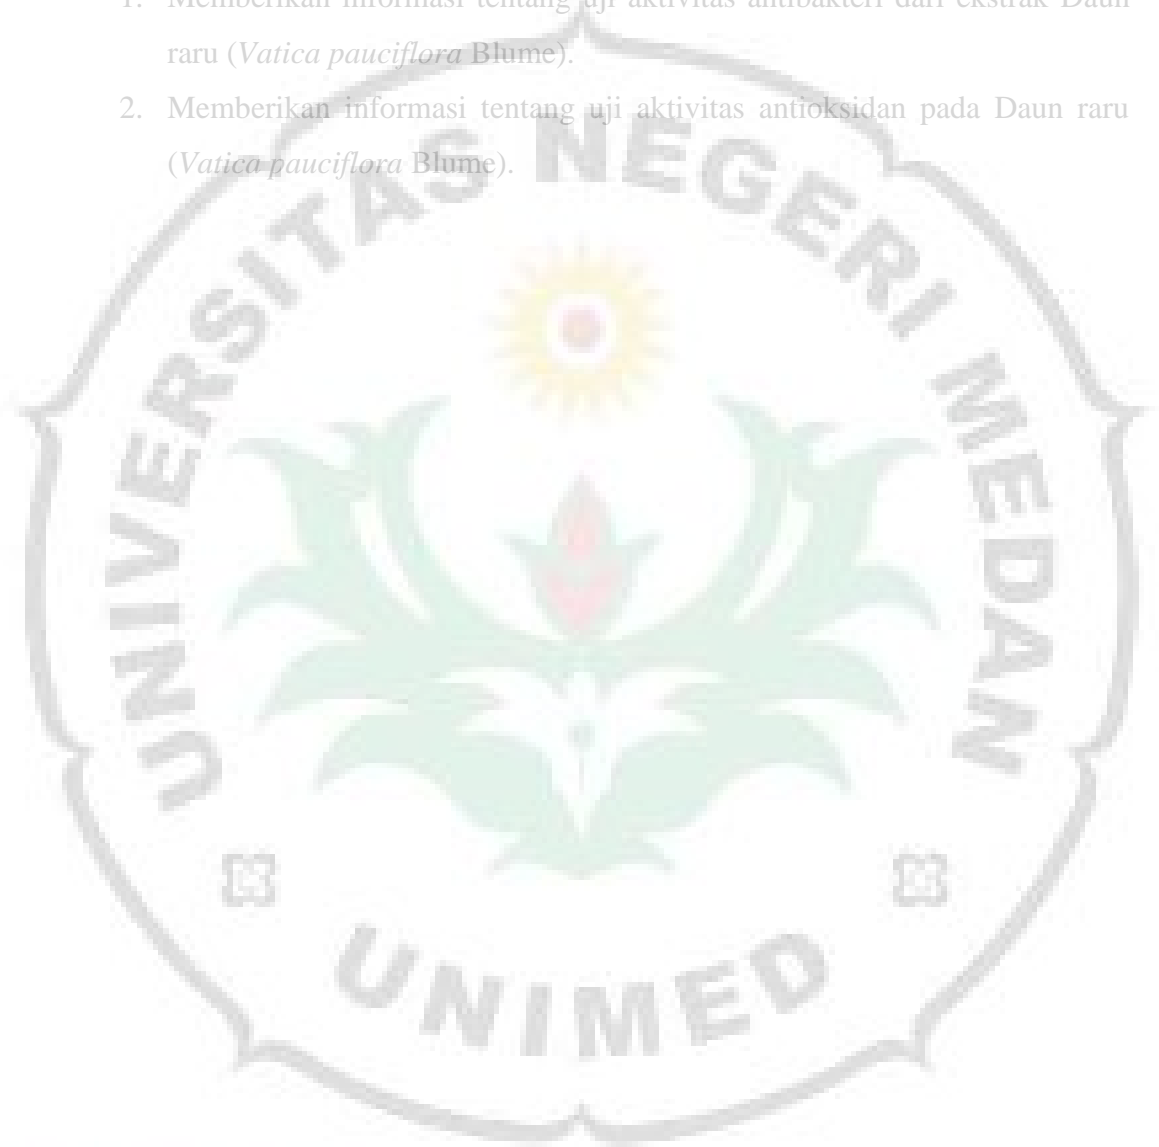 1. Memberikan informasi tentang uji aktivitas antibakteri dari ekstrak Daun
raru (Vatica pauciflora Blume).
2. Memberikan informasi tentang uji aktivitas antioksidan pada Daun raru
(Vatica pauciflora Blume).
UNIVERSITAS NEGERI MEDAN
UNIMED